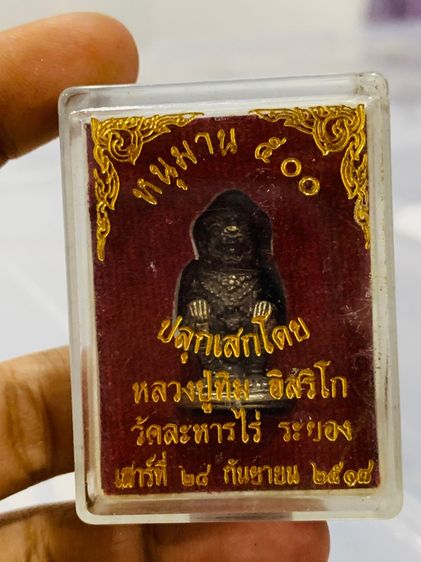 หนุมาน ๕๐๐
ปลุกเสกโดย
หลวงปู่ทิม อิสริโก
วัดละหารไร่ ระยอง
เสาร์ที่ ๒๘ กันยายน ๒๕๑๘